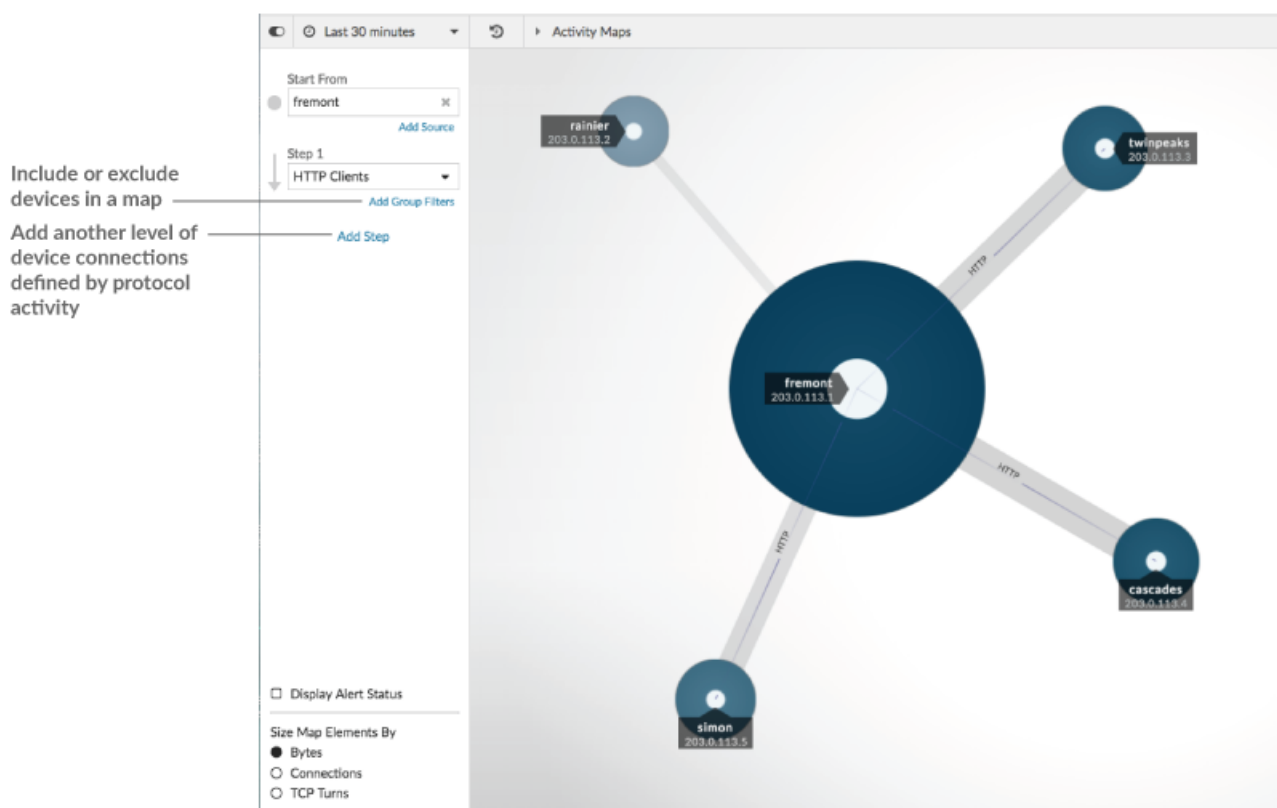 Last 30 minutes
Activity Maps
Start From
fremont
Add Source
Step 1
HTTP Clients
Add Group Filters
Add Step
Include or exclude
devices in a map
Add another level of
device connections
defined by protocol
activity
rainier
203.0.113.2
twinpeaks
203.0.113.3
HTTP
fremont
203.0.113.1
HTTP
cascades
203.0.113.4
HTTP
simon
203.0.113.5
Display Alert Status
Size Map Elements By
Bytes
Connections
TCP Turns